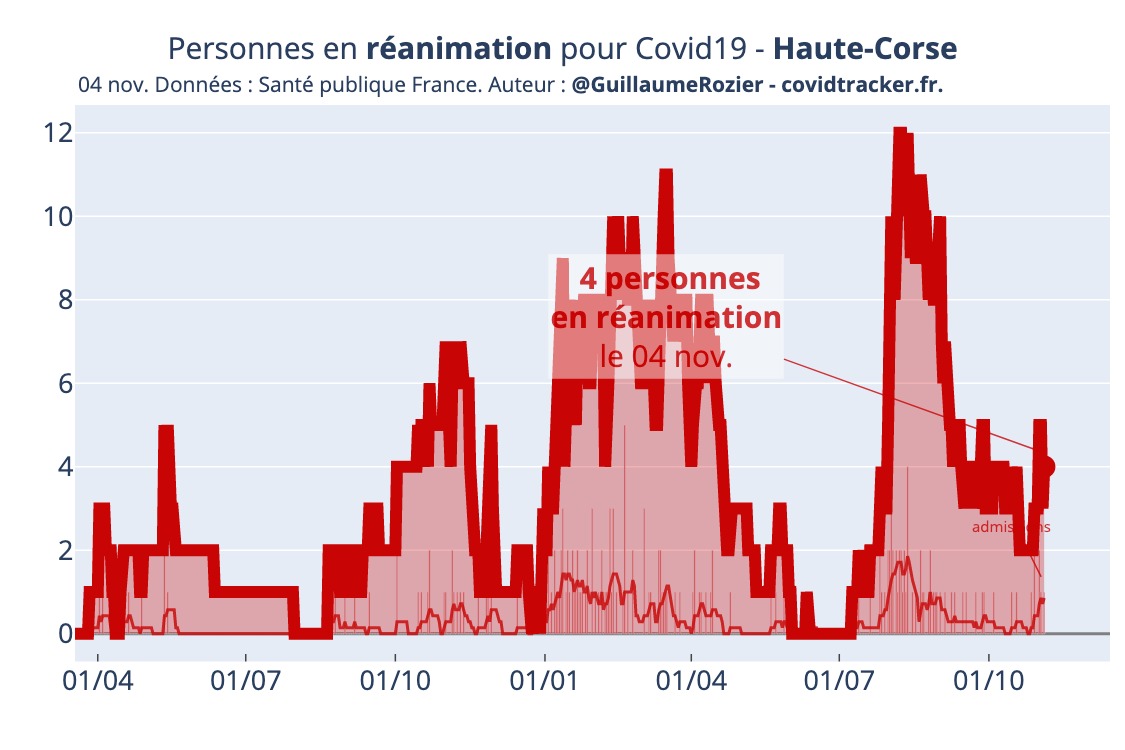 Personnes en réanimation pour Covid19 - Haute-Corse
04 nov. Données : Santé publique France. Auteur : @GuillaumeRozier - covidtracker.fr.
12
10
8
6
4
2
0
4 personnes
en réanimation
le 04 nov.
admissions
01/04 01/07 01/10 01/01 01/04 01/07 01/10